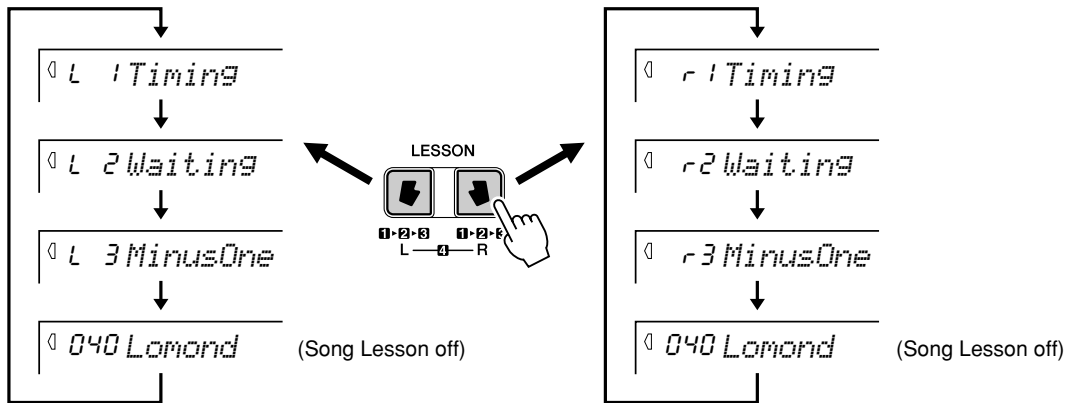 L 1 Timing
L 2 Waiting
L 3 MinusOne
040 Lomond
(Song Lesson off)
LESSON
1 2 3
1 2 3
L 4 R
r1 Timing
r2 Waiting
r3 MinusOne
040 Lomond
(Song Lesson off)